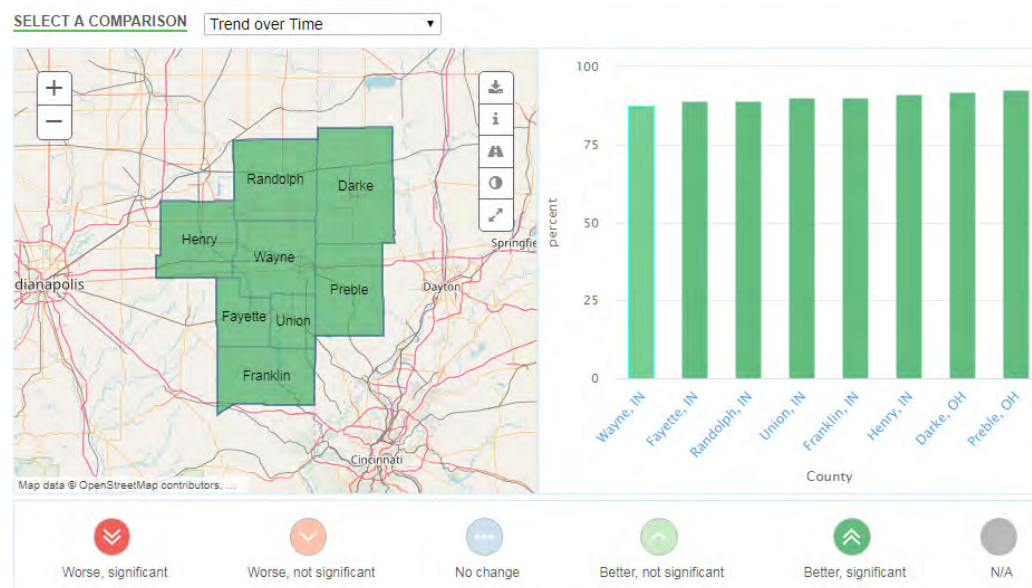 SELECT A COMPARISON
Trend over Time
+
−
i
Randolph
Darke
Henry
Wayne
Preble
Fayette
Union
Franklin
dianapolis
Springfie
Dayton
Cincinnati
Map data © OpenStreetMap contributors, ...
100
75
50
25
0
percent
Wayne, IN
Fayette, IN
Randolph, IN
Union, IN
Franklin, IN
Henry, IN
Darke, OH
Preble, OH
County
Worse, significant
Worse, not significant
No change
Better, not significant
Better, significant
N/A